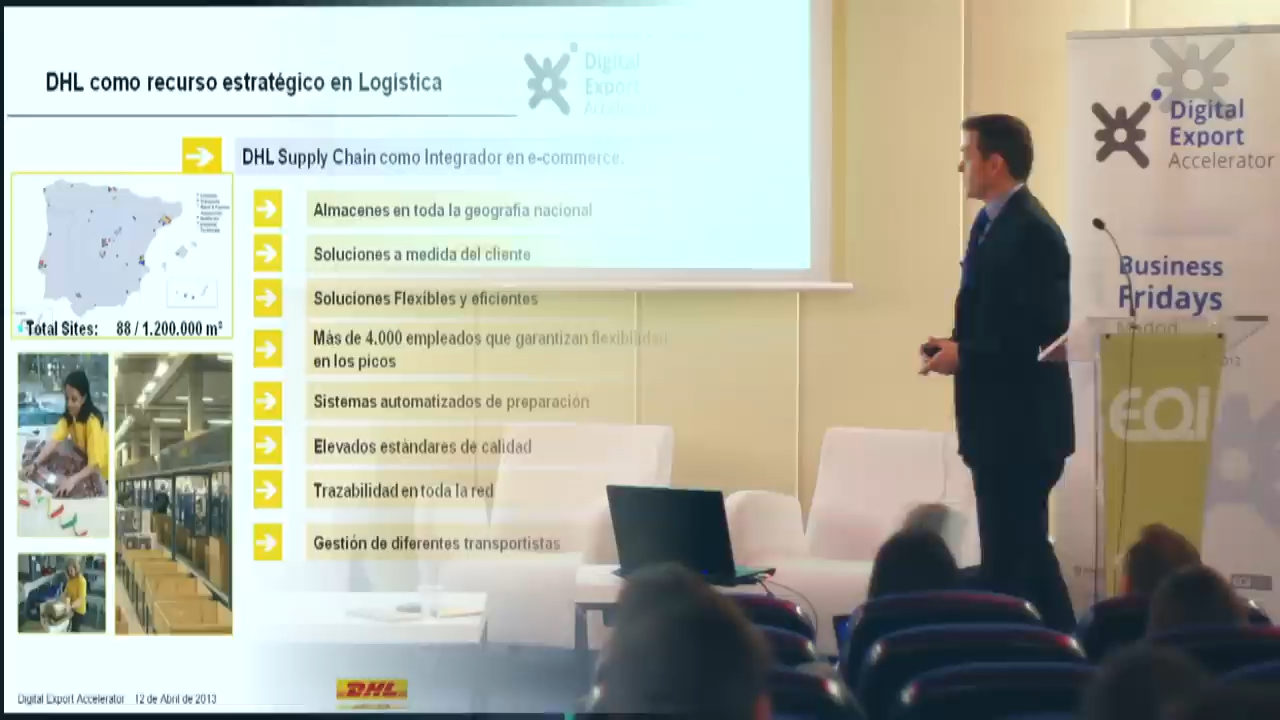 DHL como recurso estratégico en Logística
Digital
Export
Accelerator
DHL Supply Chain como Integrador en e-commerce.
Almacenes en toda la geografía nacional
Soluciones a medida del cliente
Soluciones Flexibles y eficientes
Total Sites: 88 / 1.200.000 m²
Más de 4.000 empleados que garantizan flexibilidad
en los picos
Sistemas automatizados de preparación
Elevados estándares de calidad
Trazabilidad en toda la red
Gestión de diferentes transportistas
Digital Export Accelerator 12 de Abril de 2013
DHL
Digital
Export
Accelerator
Business
Fridays
Madrid
EOI